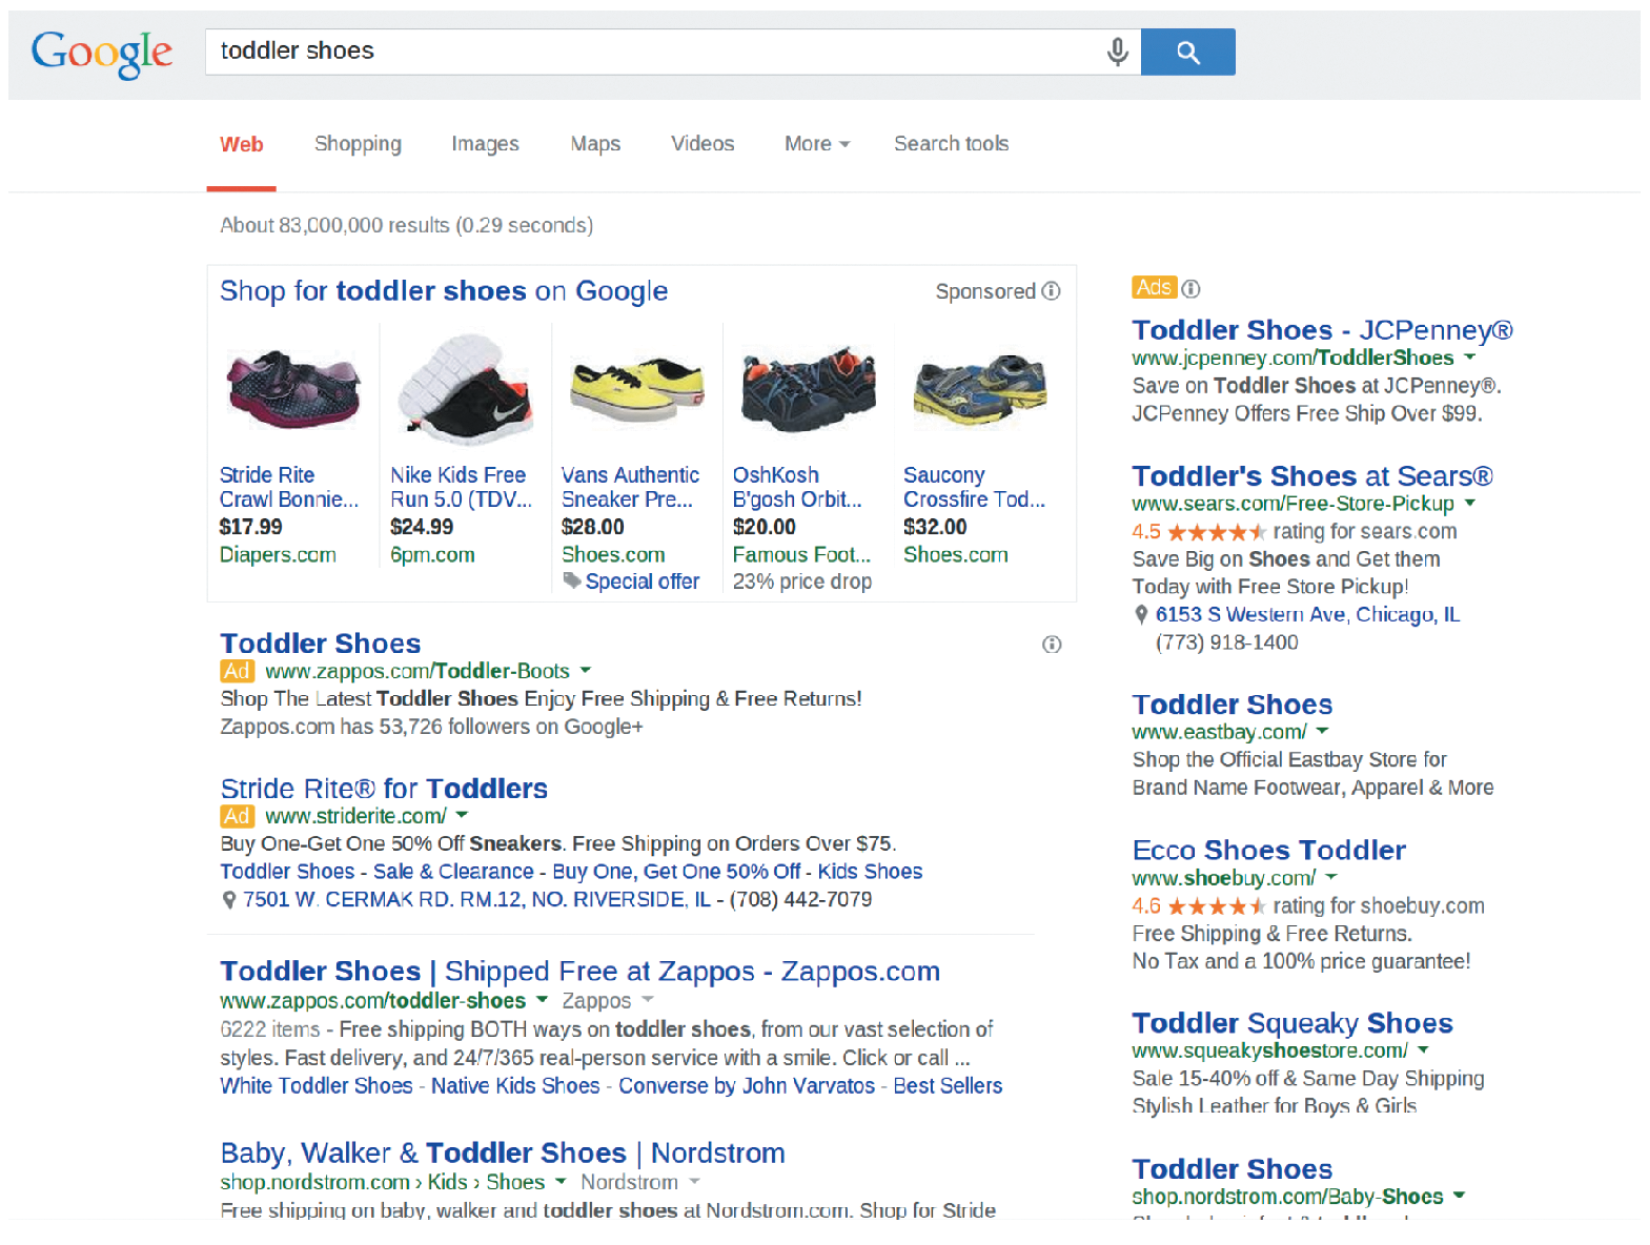 Google
toddler shoes
Web Shopping Images Maps Videos More Search tools
About 83,000,000 results (0.29 seconds)
Shop for toddler shoes on Google
Sponsored
Stride Rite
Crawl Bonnie...
$17.99
Diapers.com
Nike Kids Free
Run 5.0 (TDV...
$24.99
6pm.com
Vans Authentic
Sneaker Pre...
$28.00
Shoes.com
Special offer
OshKosh
B'gosh Orbit...
$20.00
Famous Foot...
23% price drop
Saucony
Crossfire Tod...
$32.00
Shoes.com
Toddler Shoes
Ad www.zappos.com/Toddler-Boots
Shop The Latest Toddler Shoes Enjoy Free Shipping & Free Returns!
Zappos.com has 53,726 followers on Google+
Stride Rite® for Toddlers
Ad www.striderite.com/
Buy One-Get One 50% Off Sneakers. Free Shipping on Orders Over $75.
Toddler Shoes - Sale & Clearance - Buy One, Get One 50% Off - Kids Shoes
7501 W. CERMAK RD. RM.12, NO. RIVERSIDE, IL - (708) 442-7079
Toddler Shoes | Shipped Free at Zappos - Zappos.com
www.zappos.com/toddler-shoes Zappos
6222 items - Free shipping BOTH ways on toddler shoes, from our vast selection of
styles. Fast delivery, and 24/7/365 real-person service with a smile. Click or call ...
White Toddler Shoes - Native Kids Shoes - Converse by John Varvatos - Best Sellers
Baby, Walker & Toddler Shoes | Nordstrom
shop.nordstrom.com › Kids › Shoes Nordstrom
Free shipping on baby, walker and toddler shoes at Nordstrom.com. Shop for Stride
Ads
Toddler Shoes - JCPenney®
www.jcpenney.com/ToddlerShoes
Save on Toddler Shoes at JCPenney®.
JCPenney Offers Free Ship Over $99.
Toddler's Shoes at Sears®
www.sears.com/Free-Store-Pickup
4.5 ★★★★★ rating for sears.com
Save Big on Shoes and Get them
Today with Free Store Pickup!
6153 S Western Ave, Chicago, IL
(773) 918-1400
Toddler Shoes
www.eastbay.com/
Shop the Official Eastbay Store for
Brand Name Footwear, Apparel & More
Ecco Shoes Toddler
www.shoebuy.com/
4.6 ★★★★★ rating for shoebuy.com
Free Shipping & Free Returns.
No Tax and a 100% price guarantee!
Toddler Squeaky Shoes
www.squeakyshoestore.com/
Sale 15-40% off & Same Day Shipping
Stylish Leather for Boys & Girls
Toddler Shoes
shop.nordstrom.com/Baby-Shoes